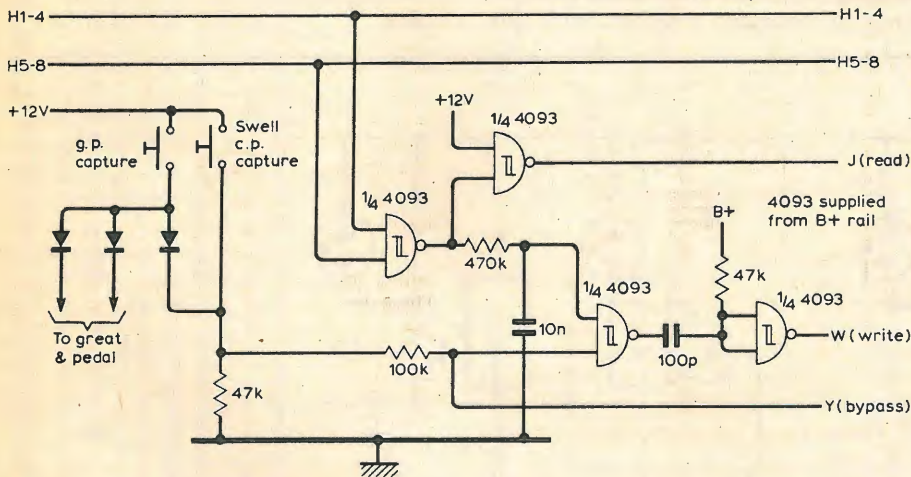 H1-4
H1-4
H5-8
H5-8
+12V
g.p.
capture
Swell
c.p.
capture
+12V
1/4 4093
J(read)
1/4 4093
4093 supplied
from B+ rail
B+
470k
47k
1/4 4093
1/4 4093
10n
100p
W(write)
To great
& pedal
100k
47k
Y(bypass)